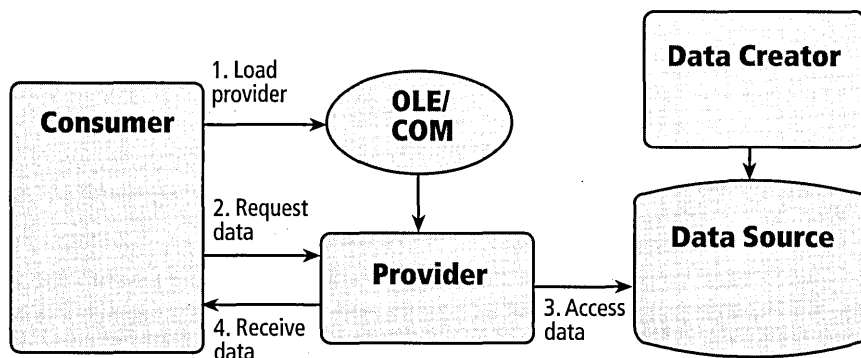 1. Load
provider
Consumer
OLE/
COM
Data Creator
2. Request
data
Provider
Data Source
3. Access
data
4. Receive
data